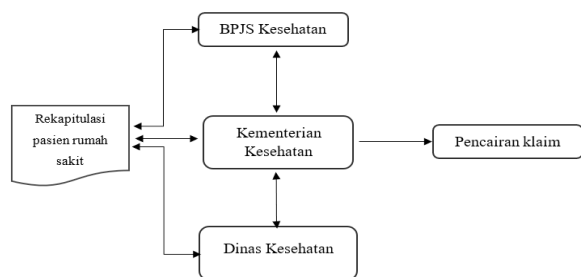 BPJS Kesehatan
Rekapitulasi
pasien rumah
sakit
Kementerian
Kesehatan
Pencairan klaim
Dinas Kesehatan